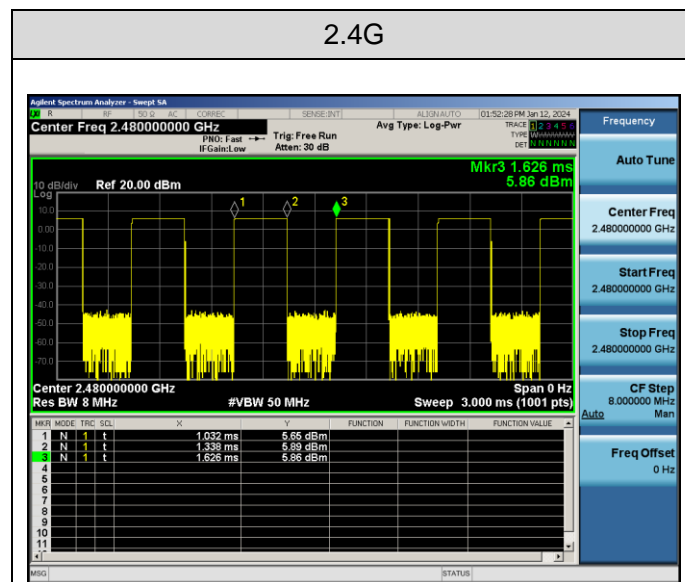 2.4G
Agilent Spectrum Analyzer - Swept SA
R RF 50 Ω AC CORREC SENSE:INT ALIGNAUTO 01:52:28 PM Jan 12, 2024
Center Freq 2.480000000 GHz
PNO: Fast
IFGain:Low
Trig: Free Run
Atten: 30 dB
Avg Type: Log-Pwr
TRACE 1 2 3 4 5 6
TYPE
DET N N N N N N
Mkr3 1.626 ms
5.86 dBm
10 dB/div Ref 20.00 dBm
Log
10.0
0.00
-10.0
-20.0
-30.0
-40.0
-50.0
-60.0
-70.0
1
2
3
Center 2.480000000 GHz Span 0 Hz
Res BW 8 MHz #VBW 50 MHz Sweep 3.000 ms (1001 pts)
MKR MODE TRC SCL X Y FUNCTION FUNCTION WIDTH FUNCTION VALUE
1 N 1 t 1.032 ms 5.65 dBm
2 N 1 t 1.338 ms 5.89 dBm
3 N 1 t 1.626 ms 5.86 dBm
4
5
6
7
8
9
10
11
MSG STATUS
Frequency
Auto Tune
Center Freq
2.480000000 GHz
Start Freq
2.480000000 GHz
Stop Freq
2.480000000 GHz
CF Step
8.000000 MHz
Auto Man
Freq Offset
0 Hz